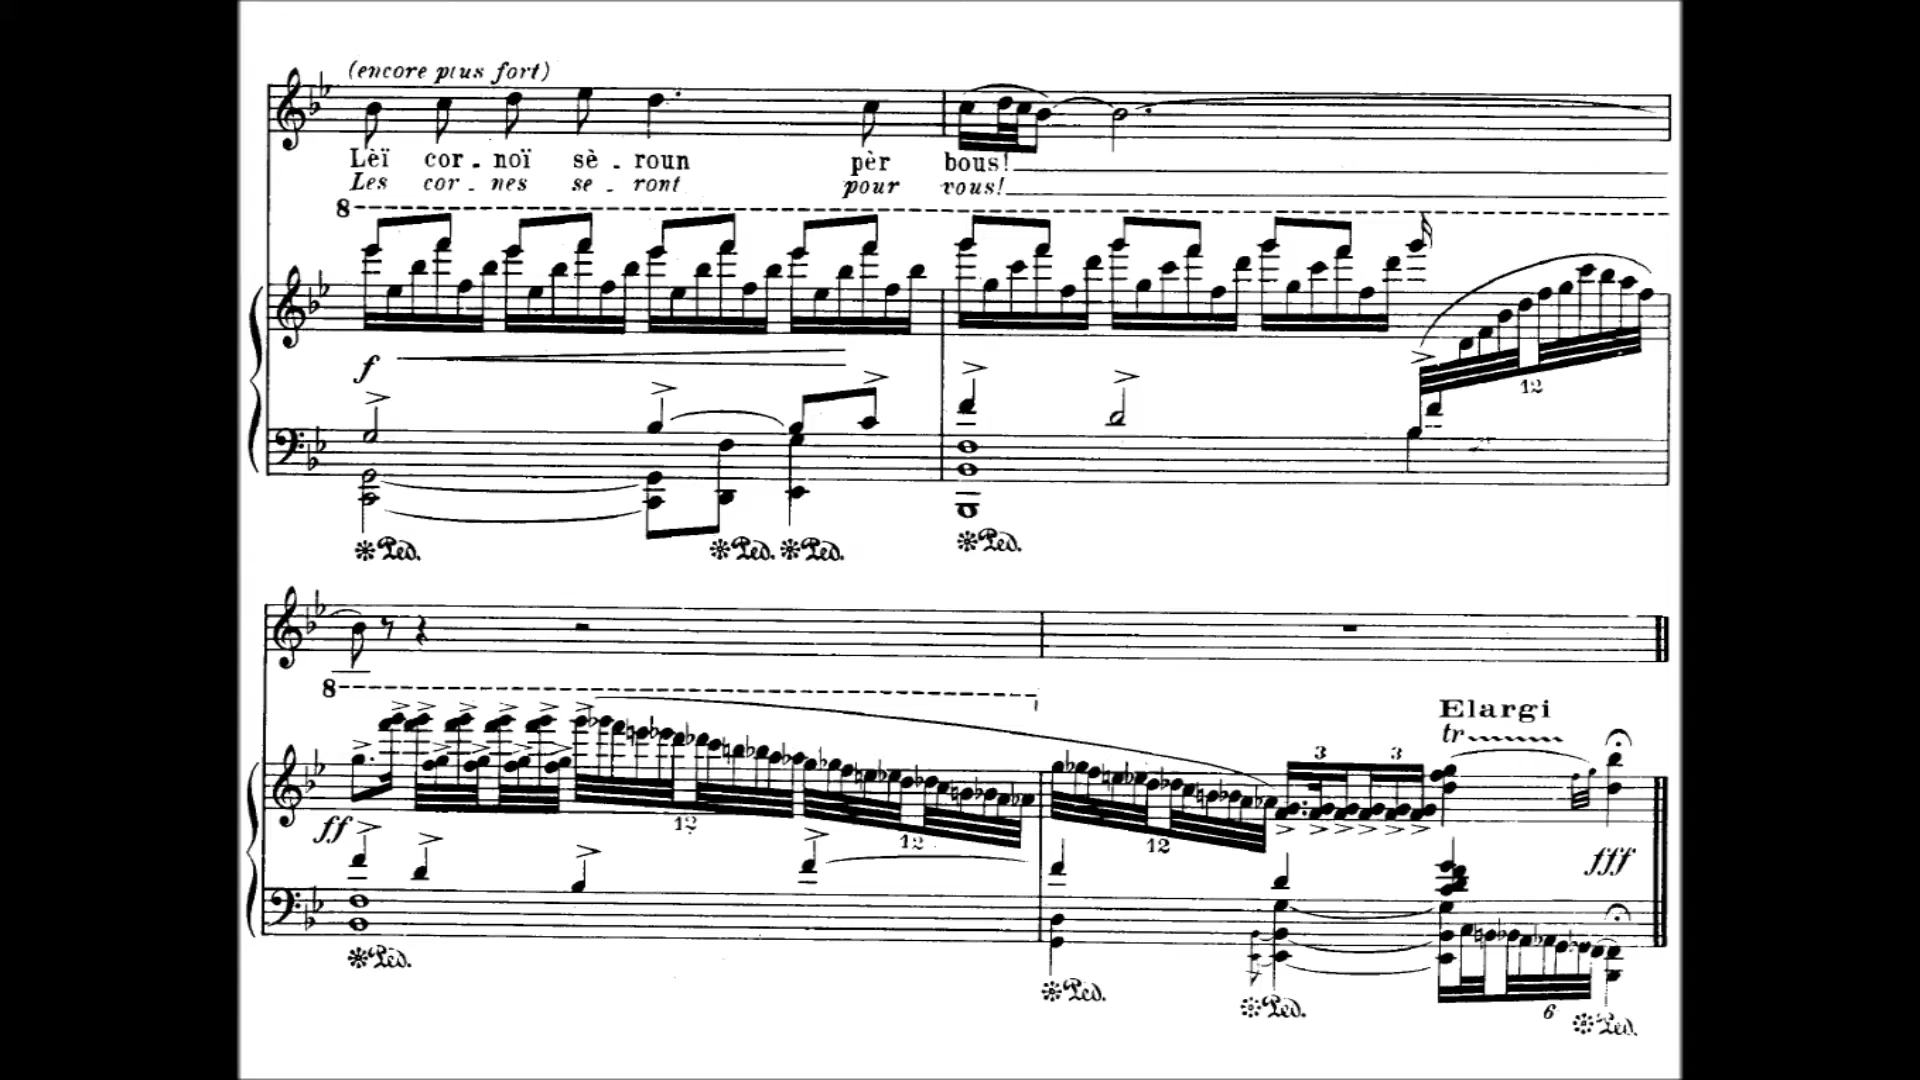 (encore plus fort)
Lèï cor - noï sè - roun pèr bous!
Les cor - nes se - ront pour vous!
8
f
12
Ped. Ped. Ped. Ped.
8
Elargi
tr
3 3
ff
12 12 12
fff
6
Ped. Ped. Ped. Ped.